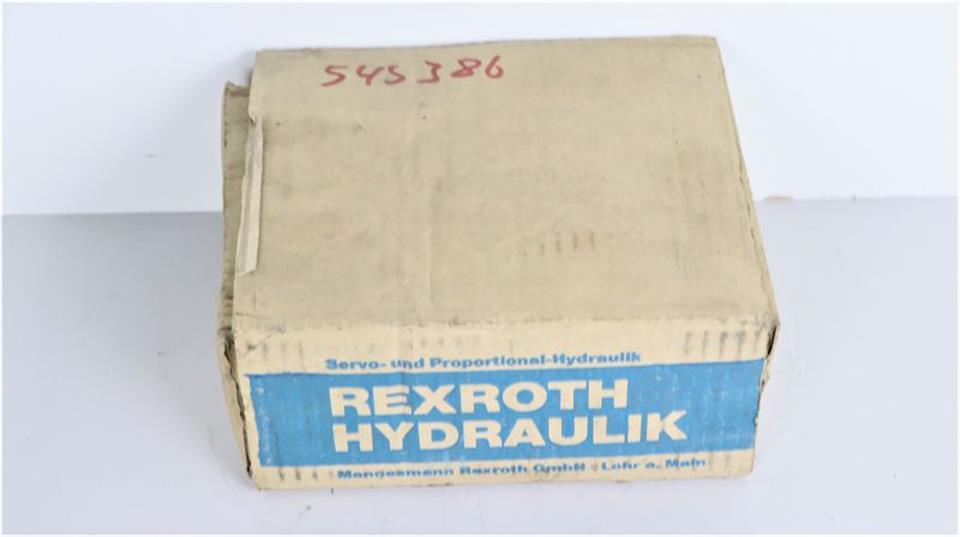 545386
Servo- und Proportional-Hydraulik
REXROTH
HYDRAULIK
Mannesmann Rexroth GmbH · Lohr a. Main